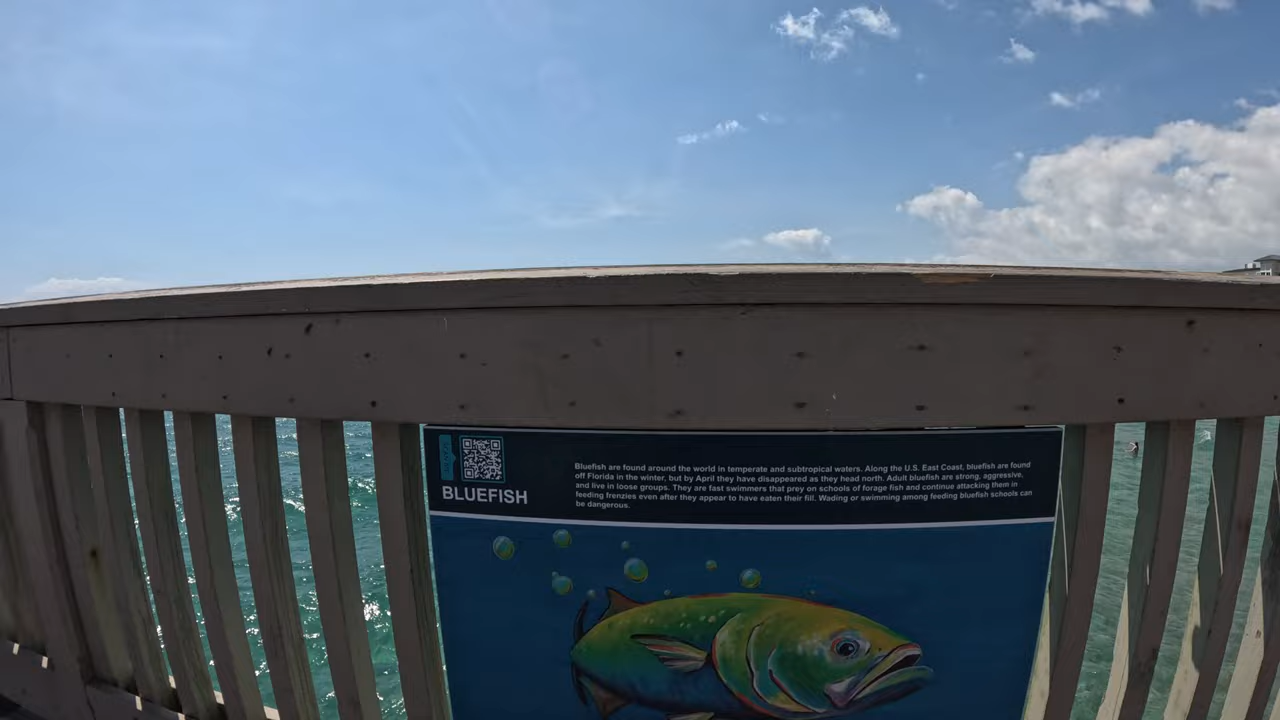 BLUEFISH
Bluefish are found around the world in temperate and subtropical waters. Along the U.S. East Coast, bluefish are found
off Florida in the winter, but by April they have disappeared as they head north. Adult bluefish are strong, aggressive,
and live in loose groups. They are fast swimmers that prey on schools of forage fish and continue attacking them in
feeding frenzies even after they appear to have eaten their fill. Wading or swimming among feeding bluefish schools can
be dangerous.